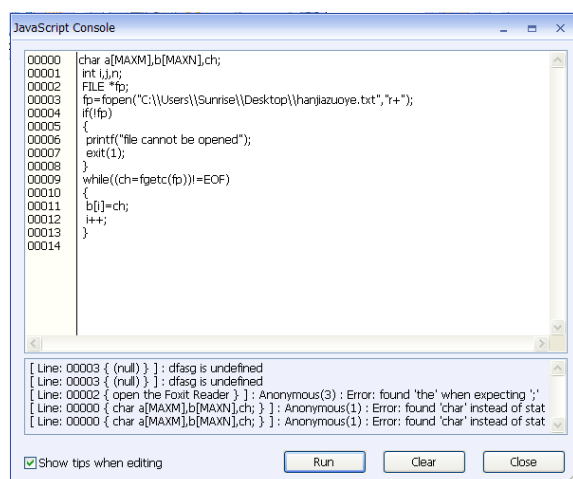 JavaScript Console
00000 char a[MAXM],b[MAXN],ch;
00001 int i,j,n;
00002 FILE *fp;
00003 fp=fopen("C:\\Users\\Sunrise\\Desktop\\hanjiazuoye.txt","r+");
00004 if(!fp)
00005 {
00006 printf("file cannot be opened");
00007 exit(1);
00008 }
00009 while((ch=fgetc(fp))!=EOF)
00010 {
00011 b[i]=ch;
00012 i++;
00013 }
00014
[ Line: 00003 { (null) } ] : dfasg is undefined
[ Line: 00003 { (null) } ] : dfasg is undefined
[ Line: 00002 { open the Foxit Reader } ] : Anonymous(3) : Error: found 'the' when expecting ';'
[ Line: 00000 { char a[MAXM],b[MAXN],ch; } ] : Anonymous(1) : Error: found 'char' instead of stat
[ Line: 00000 { char a[MAXM],b[MAXN],ch; } ] : Anonymous(1) : Error: found 'char' instead of stat
Show tips when editing
Run
Clear
Close